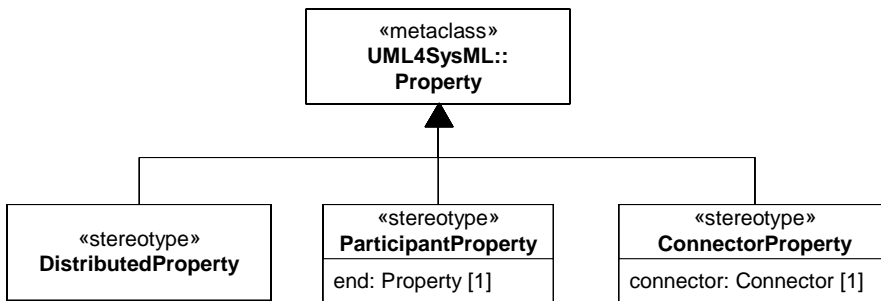 «metaclass»
UML4SysML::
Property
«stereotype»
DistributedProperty
«stereotype»
ParticipantProperty
end: Property [1]
«stereotype»
ConnectorProperty
connector: Connector [1]